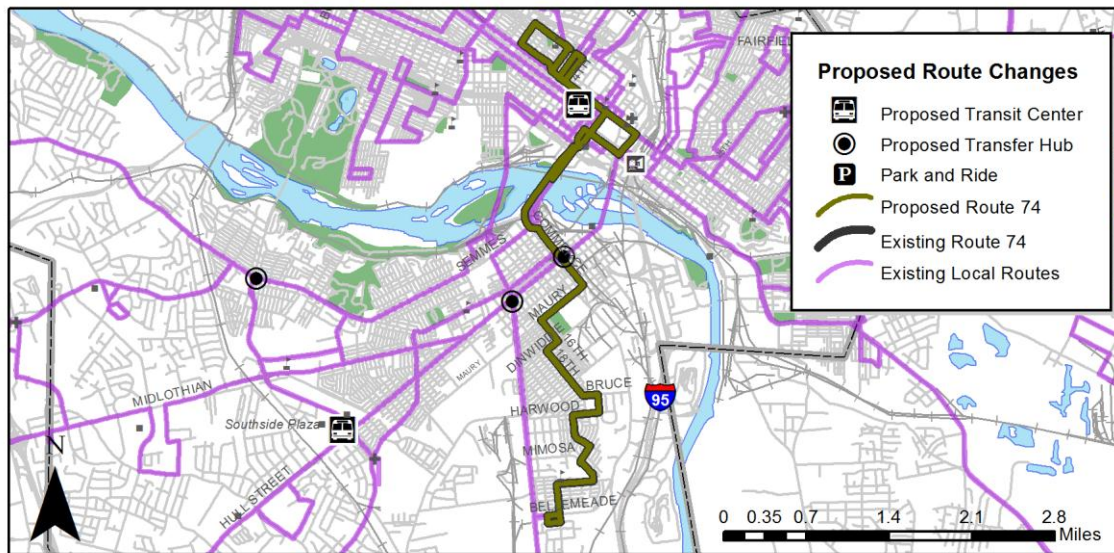 FAIRFIELD
Proposed Route Changes
Proposed Transit Center
Proposed Transfer Hub
P
Park and Ride
Proposed Route 74
Existing Route 74
Existing Local Routes
SEMMES
MAURY
E 16TH
DINWIDDIE
18TH
MAURY
BRUCE
95
HARWOOD
MIDLOTHIAN
Southside Plaza
MIMOSA
HULL STREET
BELLEMEADE
N
0 0.35 0.7 1.4 2.1 2.8
Miles